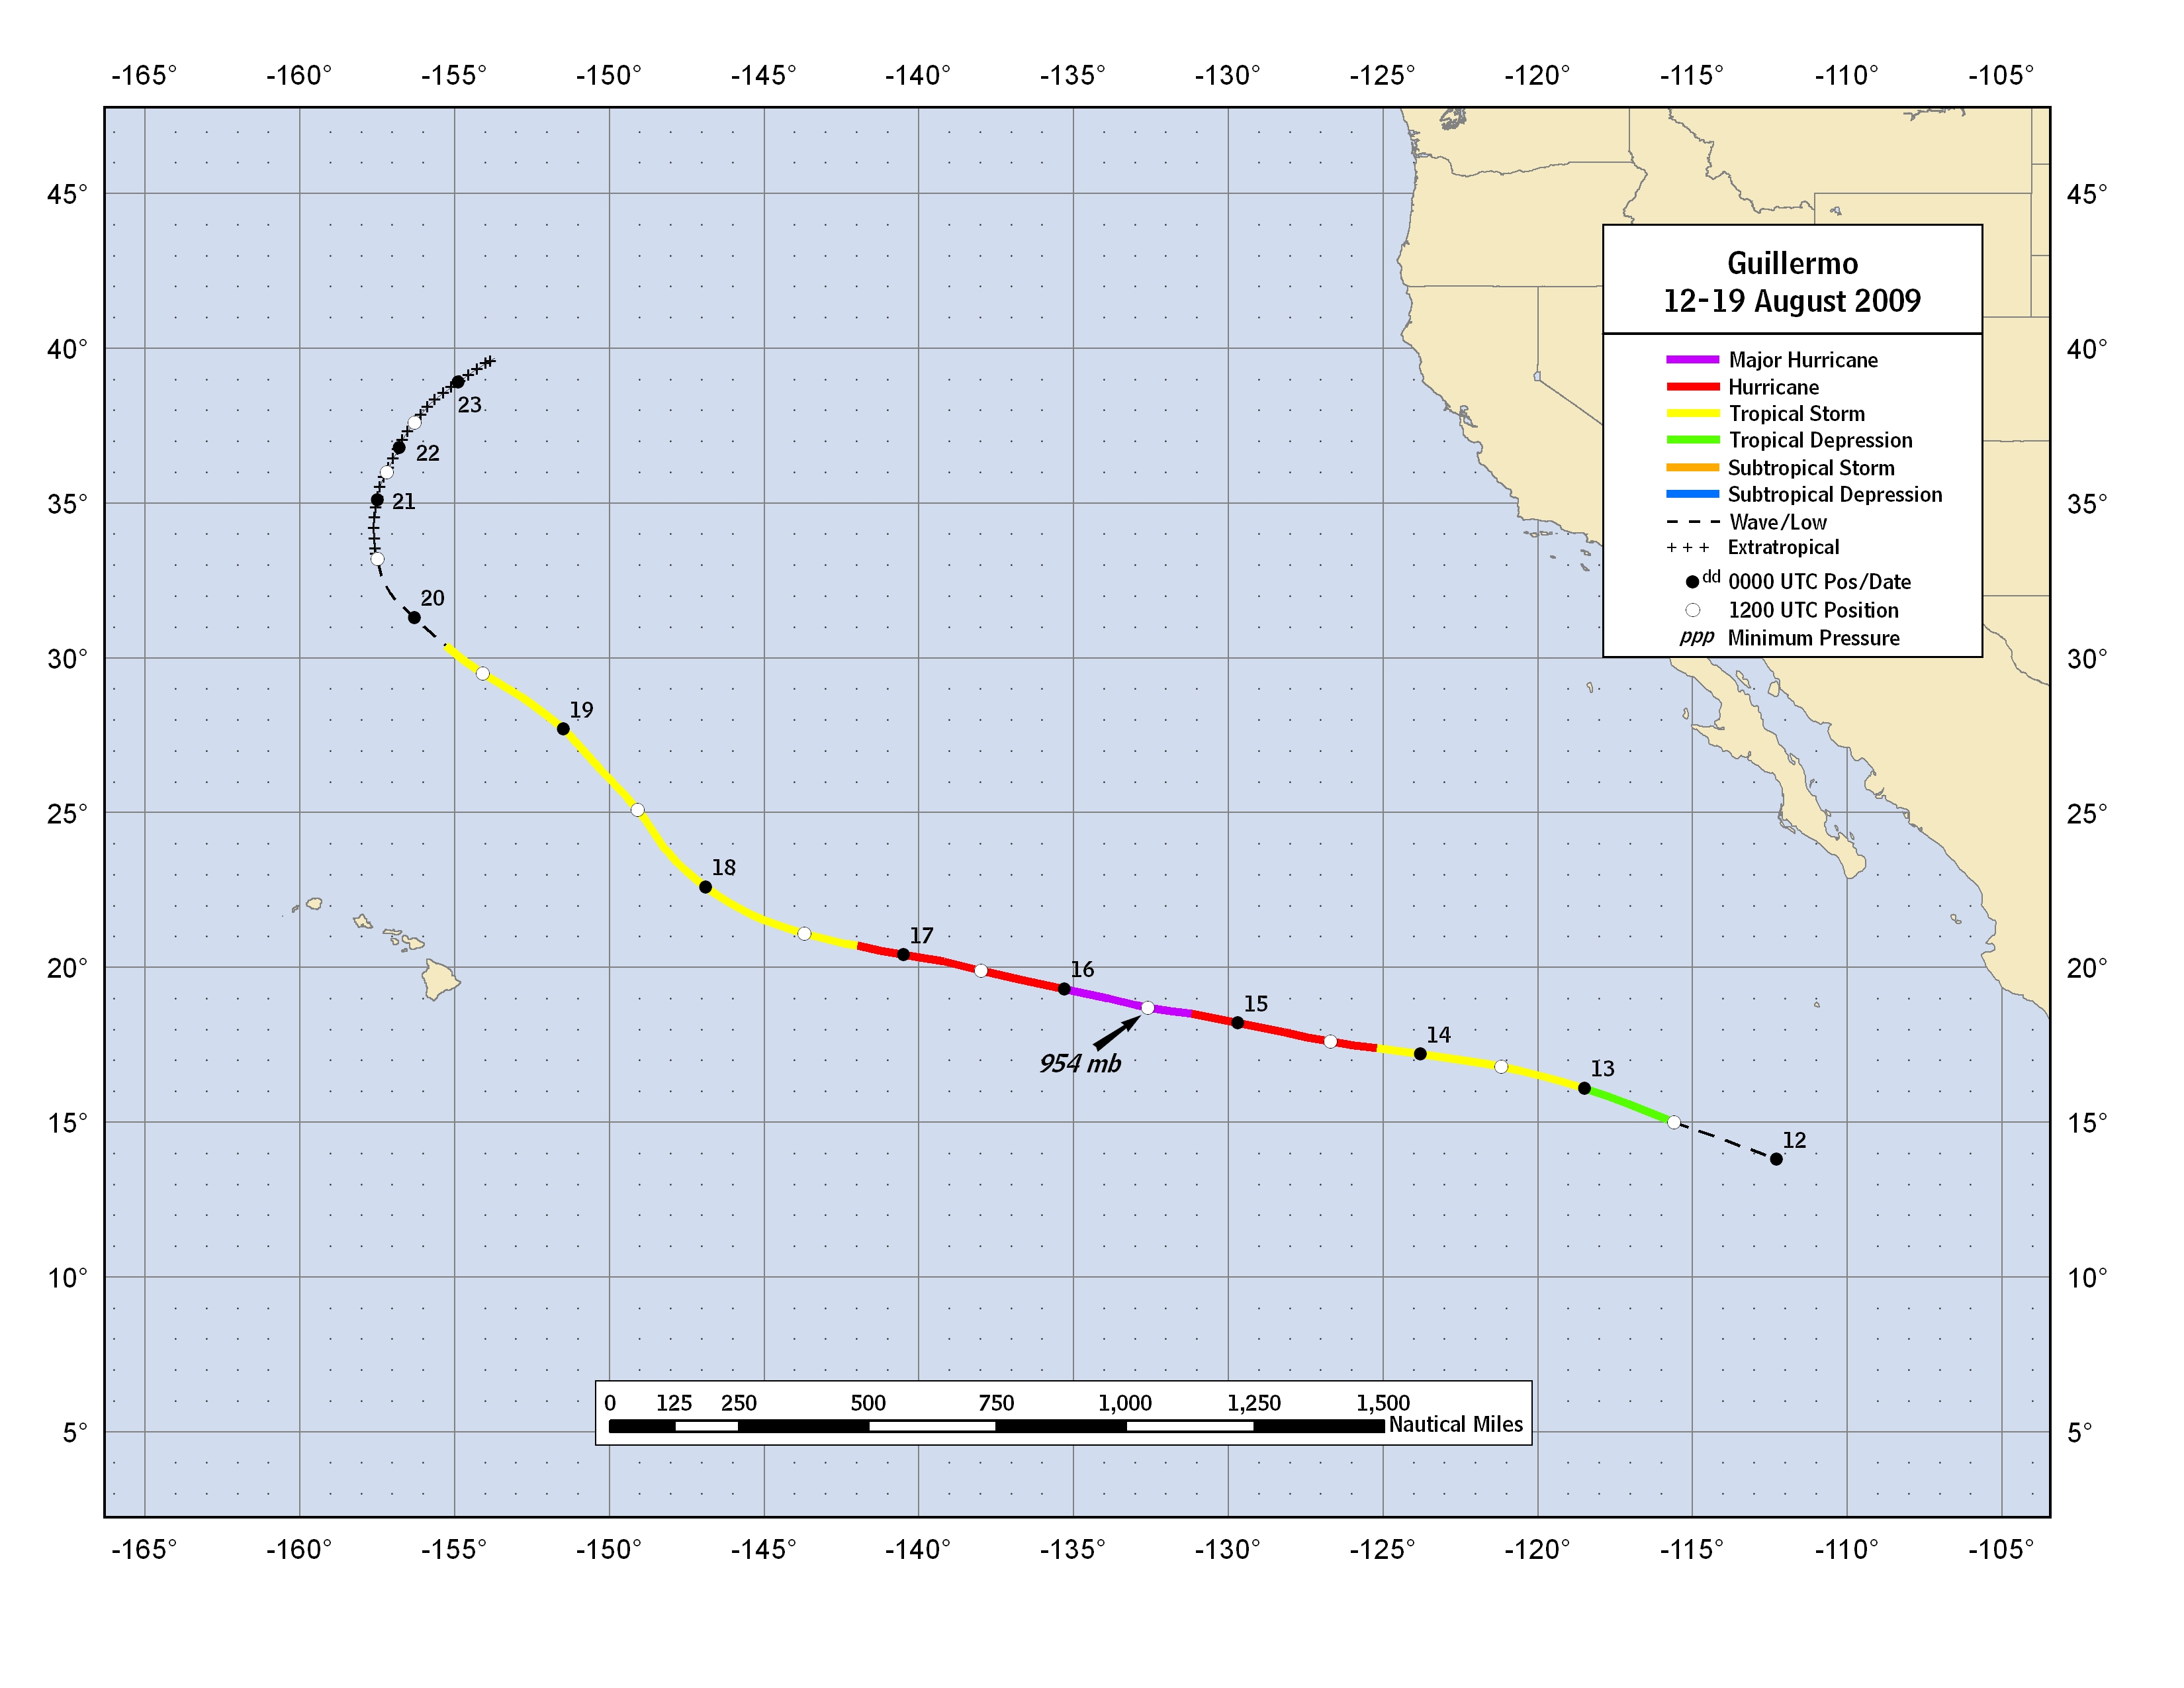 -165° -160° -155° -150° -145° -140° -135° -130° -125° -120° -115° -110° -105°
45° 45°
Guillermo
12-19 August 2009
40° 40°
Major Hurricane
Hurricane
Tropical Storm
Tropical Depression
Subtropical Storm
Subtropical Depression
Wave/Low
+++ Extratropical
dd 0000 UTC Pos/Date
1200 UTC Position
ppp Minimum Pressure
23
22
21
35° 35°
20
30° 30°
19
25° 25°
18
17
20° 20°
16
15
14
954 mb
13
15° 15°
12
10° 10°
0 125 250 500 750 1,000 1,250 1,500
Nautical Miles
5° 5°
-165° -160° -155° -150° -145° -140° -135° -130° -125° -120° -115° -110° -105°